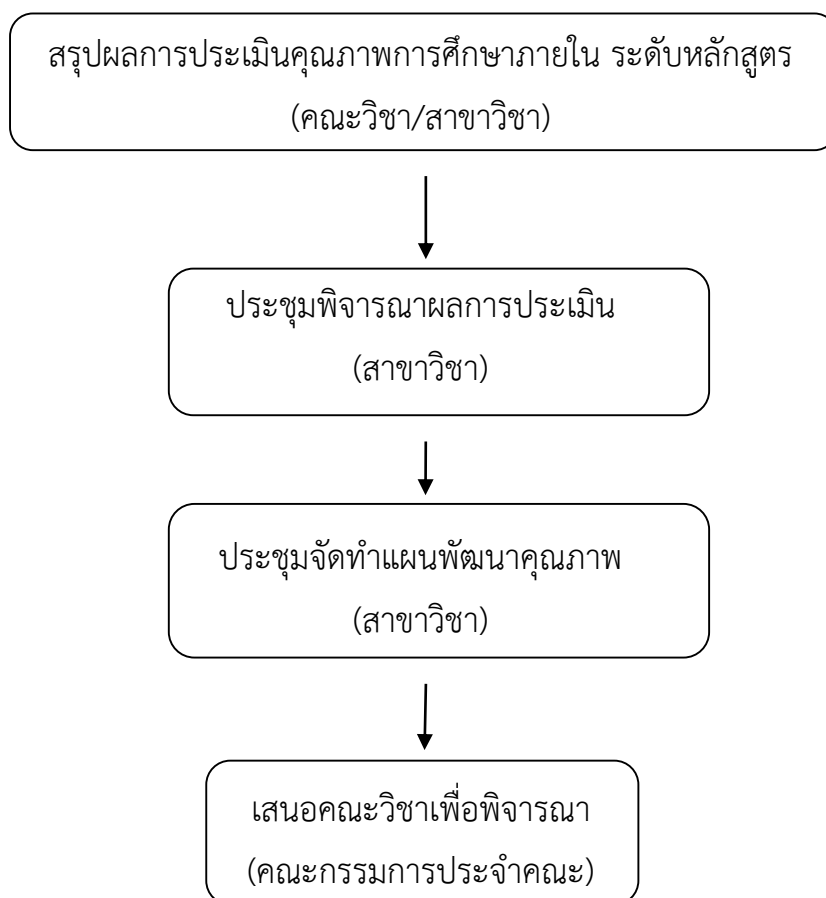 สรุปผลการประเมินคุณภาพการศึกษาภายใน ระดับหลักสูตร
(คณะวิชา/สาขาวิชา)
ประชุมพิจารณาผลการประเมิน
(สาขาวิชา)
ประชุมจัดทำแผนพัฒนาคุณภาพ
(สาขาวิชา)
เสนอคณะวิชาเพื่อพิจารณา
(คณะกรรมการประจำคณะ)